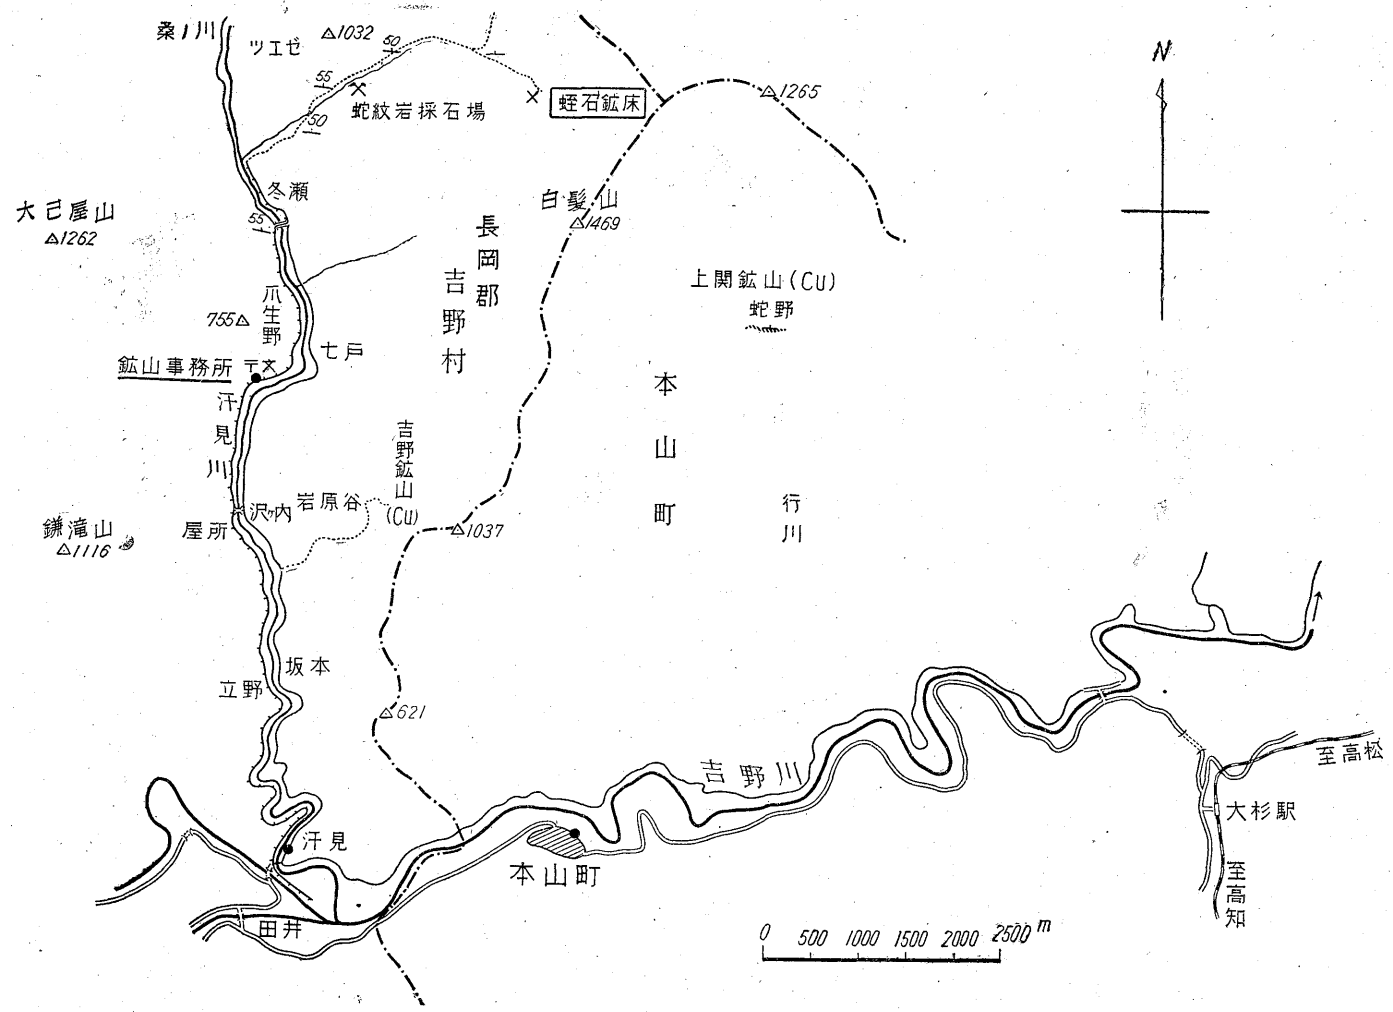 桑ノ川
ツエゼ
1032
50
55
50
蛇紋岩採石場
蛭石鉱床
1265
N
冬瀬
大己屋山
1262
55
白髪山
1469
長岡郡
吉野村
上関鉱山(Cu)
蛇野
爪生野
755
七戸
鉱山事務所
〒文
汗見川
本山町
吉野鉱山(Cu)
岩原谷
沢ケ内
屋所
鎌滝山
1116
1037
行川
坂本
立野
621
吉野川
至高松
大杉駅
至高知
汗見
本山町
田井
0 500 1000 1500 2000 2500 m